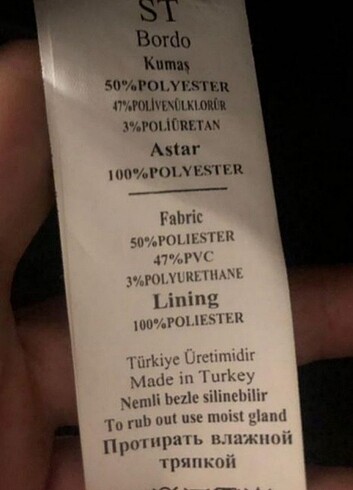 ST
Bordo
Kumaş
50%POLYESTER
47%POLİVENÜLKLORÜR
3%POLİÜRETAN
Astar
100%POLYESTER
Fabric
50%POLIESTER
47%PVC
3%POLYURETHANE
Lining
100%POLIESTER
Türkiye Üretimidir
Made in Turkey
Nemli bezle silinebilir
To rub out use moist gland
Протирать влажной
тряпкой